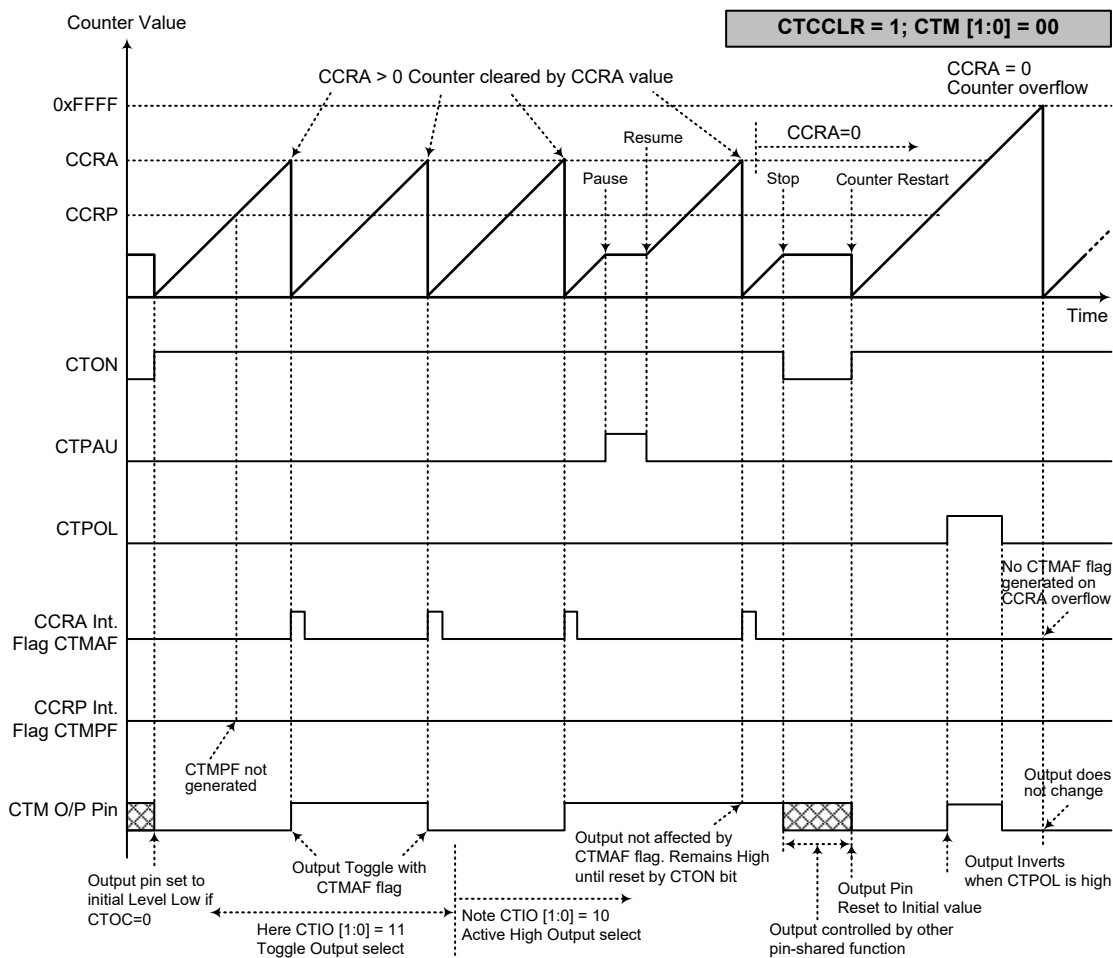 Counter Value
CTCCLR = 1; CTM [1:0] = 00
CCRA > 0 Counter cleared by CCRA value
CCRA = 0
Counter overflow
0xFFFF
Resume
CCRA=0
CCRA
Pause
Stop
Counter Restart
CCRP
Time
CTON
CTPAU
CTPOL
No CTMAF flag
generated on
CCRA overflow
CCRA Int.
Flag CTMAF
CCRP Int.
Flag CTMPF
CTMPF not
generated
Output does
not change
CTM O/P Pin
Output pin set to
initial Level Low if
CTOC=0
Output Toggle with
CTMAF flag
Output not affected by
CTMAF flag. Remains High
until reset by CTON bit
Output Inverts
when CTPOL is high
Output Pin
Reset to Initial value
Here CTIO [1:0] = 11
Toggle Output select
Note CTIO [1:0] = 10
Active High Output select
Output controlled by other
pin-shared function